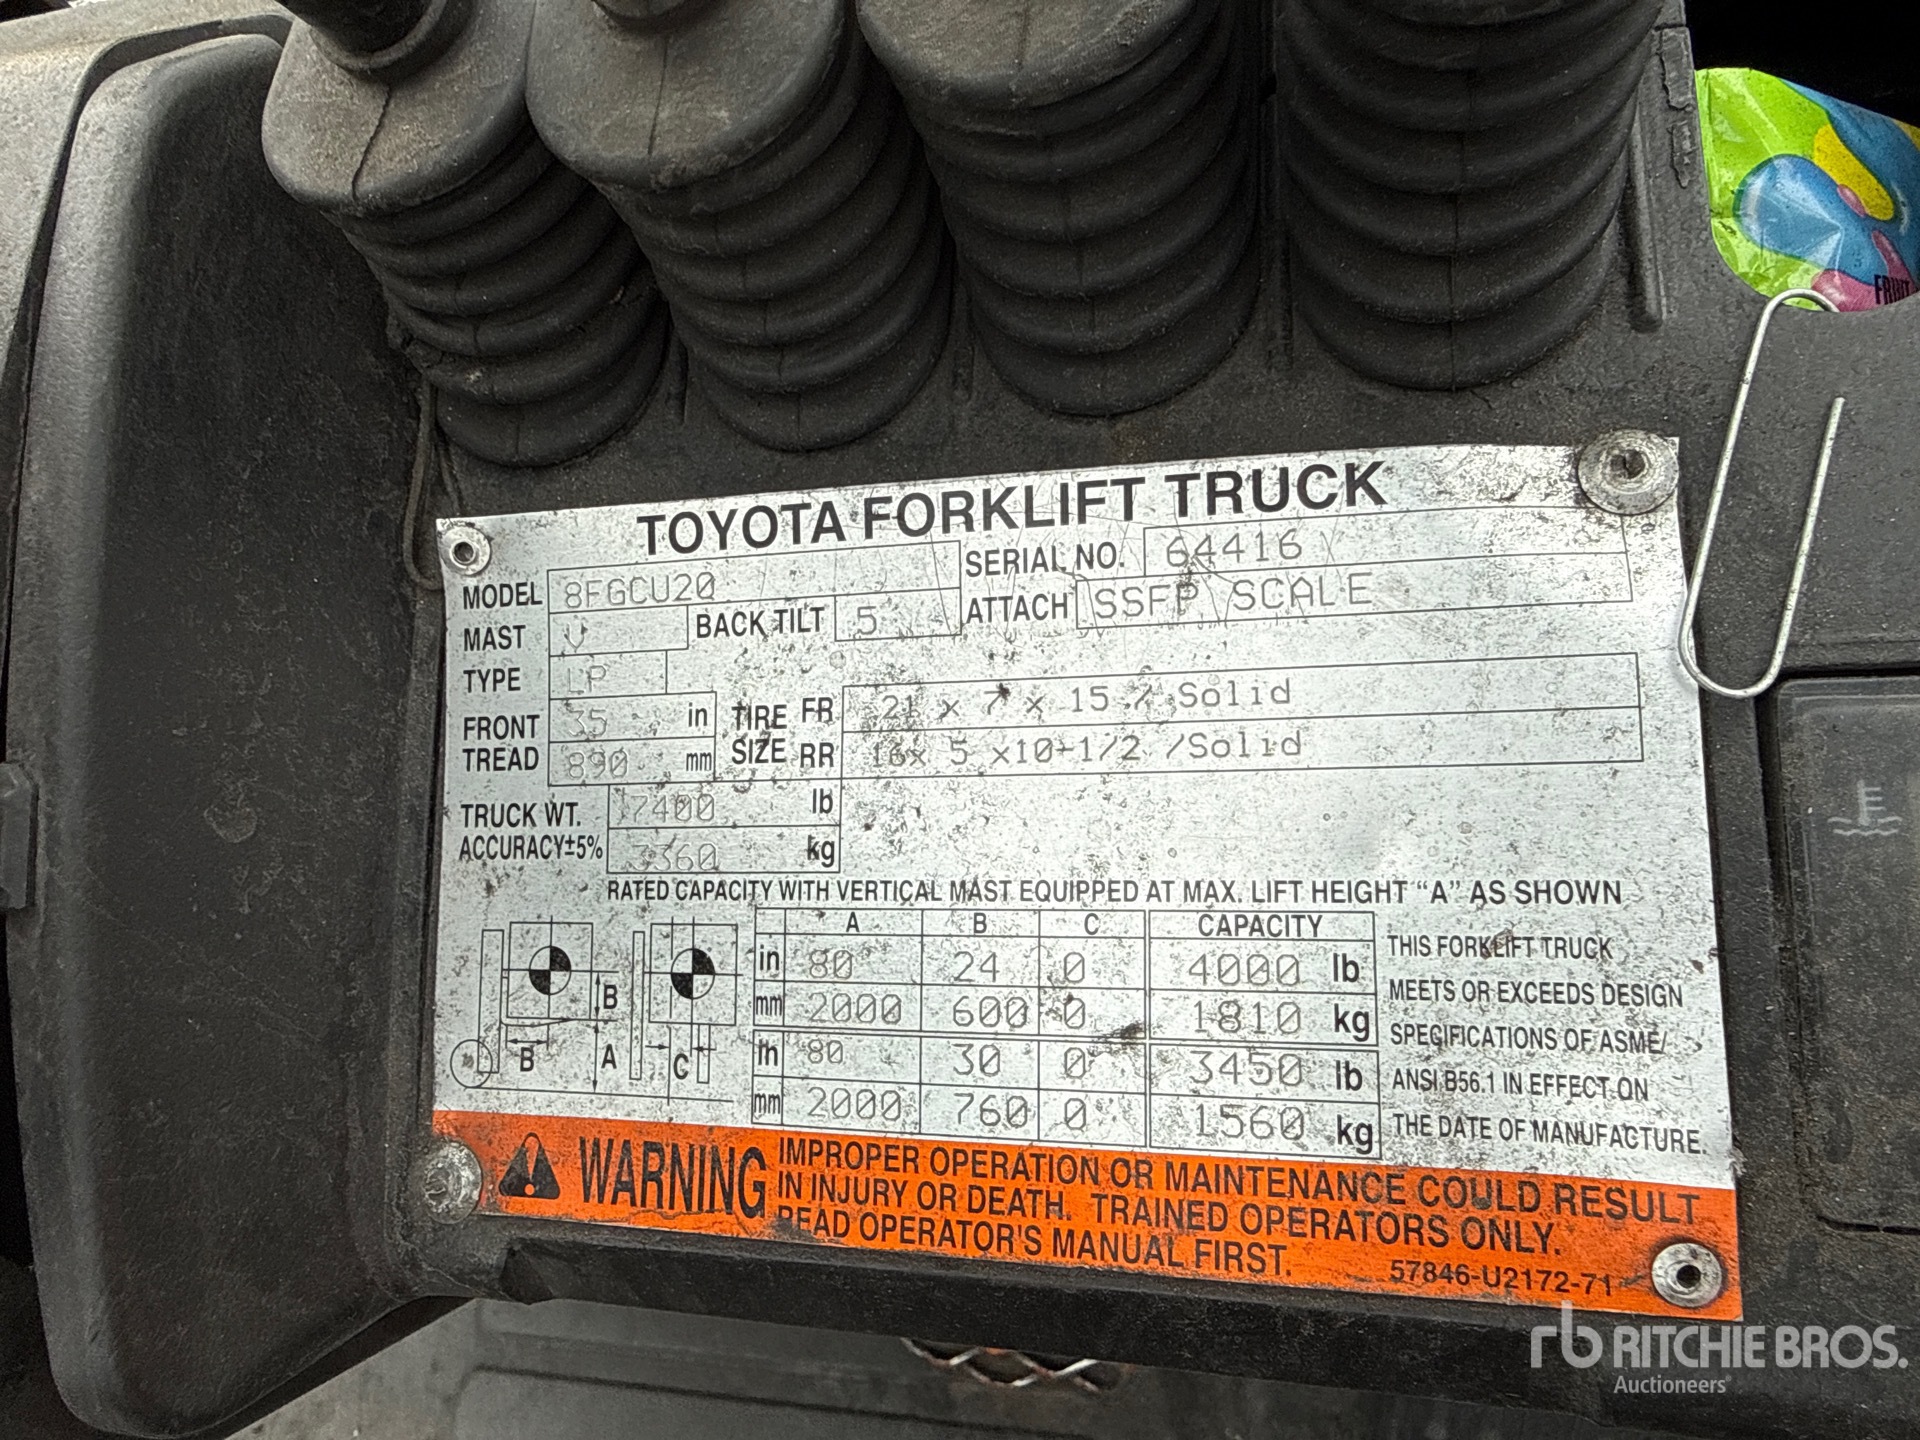 FRUIT
TOYOTA FORKLIFT TRUCK
MODEL 8FGCU20 SERIAL NO. 64416
MAST V BACK TILT 5 ATTACH SSFP SCALE
TYPE LP
FRONT TREAD 35 in 890 mm
TIRE SIZE FR 21 x 7 x 15 / Solid
RR 16x 5 x10-1/2 /Solid
TRUCK WT. 7400 lb
ACCURACY±5% 3360 kg
RATED CAPACITY WITH VERTICAL MAST EQUIPPED AT MAX. LIFT HEIGHT “A” AS SHOWN
A B C CAPACITY
in 80 24 0 4000 lb
mm 2000 600 0 1810 kg
in 80 30 0 3450 lb
mm 2000 760 0 1560 kg
B
B A C
THIS FORKLIFT TRUCK
MEETS OR EXCEEDS DESIGN
SPECIFICATIONS OF ASME/
ANSI B56.1 IN EFFECT ON
THE DATE OF MANUFACTURE.
WARNING IMPROPER OPERATION OR MAINTENANCE COULD RESULT
IN INJURY OR DEATH. TRAINED OPERATORS ONLY.
READ OPERATOR'S MANUAL FIRST.
57846-U2172-71
rb RITCHIE BROS.
Auctioneers